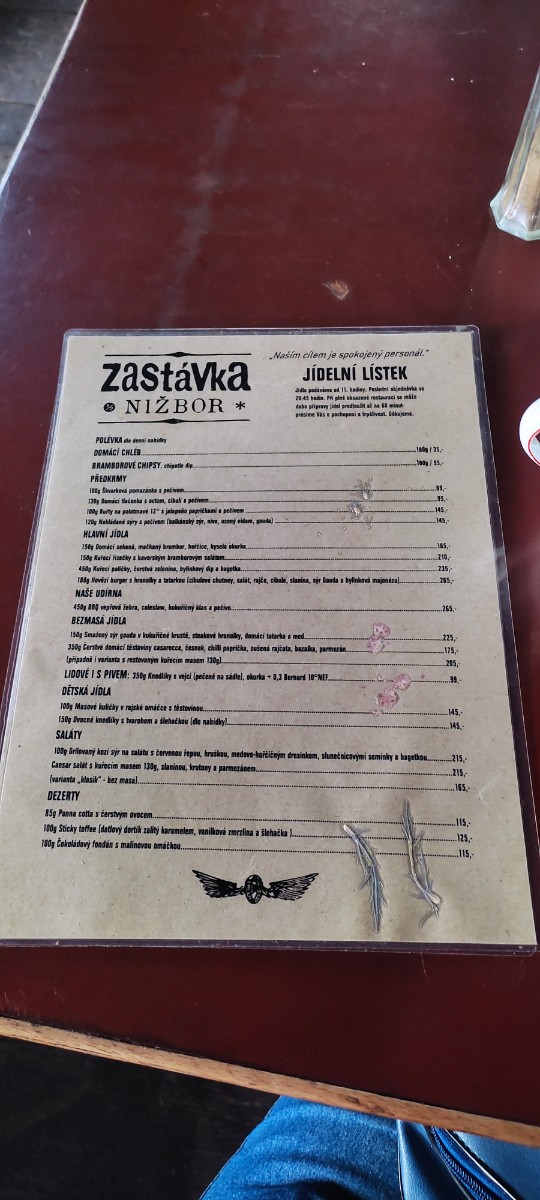 zastávka
NIŽBOR *
„Naším cílem je spokojený personál."
JÍDELNÍ LÍSTEK
Jídla podáváme od 11. hodiny. Poslední objednávka ve
20,45 hodin. Při plně obsazené restauraci se může
doba přípravy jídel prodloužit až na 60 minut-
prosíme Vás o pochopení a trpělivost. Děkujeme.
POLÉVKA dle denní nabídky
DOMÁCÍ CHLÉB 160g / 35,-
BRAMBOROVÉ CHIPSY, chipotle dip 100g / 55,-
PŘEDKRMY
100g Škvarková pomazánka s pečivem 89,-
130g Domácí tlačenka s octem, cibulí a pečivem 95,-
100g Buřty na polotmavé 12° s jalapeňo papričkami a pečivem 145,-
120g Nakládané sýry s pečivem (balkánský sýr, niva, uzený eidam, gouda) 145,-
HLAVNÍ JÍDLA
150g Domácí sekaná, mačkaný brambor, hořčice, kyselá okurka 165,-
150g Kuřecí řízečky s bavorským bramborovým salátem 210,-
450g Kuřecí paličky, čerstvá zelenina, bylinkový dip a bagetka 235,-
180g Hovězí burger s hranolky a tatarkou (cibulové chutney, salát, rajče, cibule, slanina, sýr Gouda a bylinková majonéza) 265,-
NAŠE UDÍRNA
450g BBQ vepřová žebra, coleslaw, kukuřičný klas a pečivo 265,-
BEZMASÁ JÍDLA
150g Smažený sýr gouda v kukuřičné krustě, steakové hranolky, domácí tatarka a med 225,-
350g Čerstvé domácí těstoviny casarecce, česnek, chilli paprička, sušená rajčata, bazalka, parmezán 175,-
(případně i varianta s restovaným kuřecím masem 130g) 205,-
LIDOVĚ I S PIVEM: 350g Knedlíky s vejci (pečené na sádle), okurka + 0,3 Bernard 10°NEF 99,-
DĚTSKÁ JÍDLA
100g Masové kuličky v rajské omáčce s těstovinou 145,-
150g Ovocné knedlíky s tvarohem a šlehačkou (dle nabídky) 145,-
SALÁTY
100g Grilovaný kozí sýr na salátu s červenou řepou, hruškou, medovo-hořčičným dresinkem, slunečnicovými semínky a bagetkou 215,-
Caesar salát s kuřecím masem 130g, slaninou, krutony a parmezánem 215,-
(varianta „klasik" - bez masa) 165,-
DEZERTY
85g Panna cotta s čerstvým ovocem 115,-
100g Sticky toffee (datlový dortík zalitý karamelem, vanilková zmrzlina a šlehačka ) 125,-
100g Čokoládový fondán s malinovou omáčkou 115,-